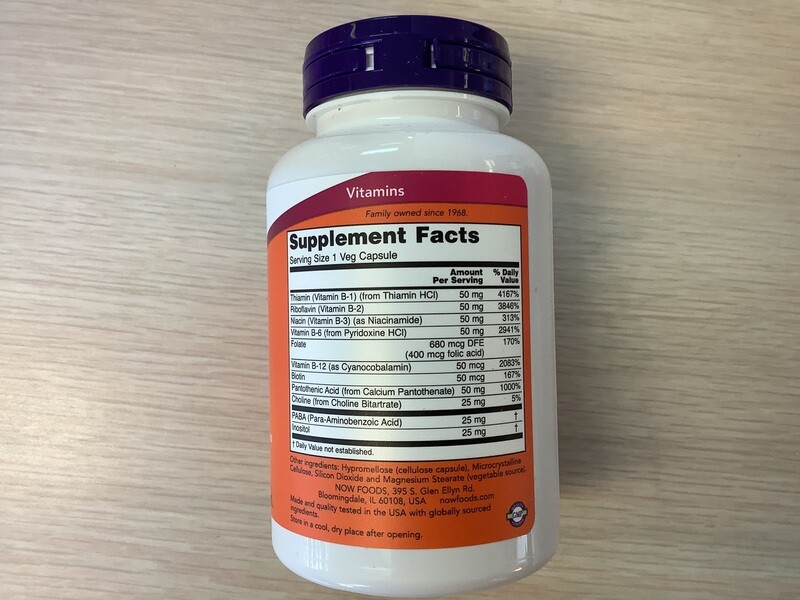 Vitamins
Family owned since 1968.
Supplement Facts
Serving Size 1 Veg Capsule
Amount Per Serving % Daily Value
Thiamin (Vitamin B-1) (from Thiamin HCl) 50 mg 4167%
Riboflavin (Vitamin B-2) 50 mg 3846%
Niacin (Vitamin B-3) (as Niacinamide) 50 mg 313%
Vitamin B-6 (from Pyridoxine HCl) 50 mg 2941%
Folate 680 mcg DFE 170%
(400 mcg folic acid)
Vitamin B-12 (as Cyanocobalamin) 50 mcg 2083%
Biotin 50 mcg 167%
Pantothenic Acid (from Calcium Pantothenate) 50 mg 1000%
Choline (from Choline Bitartrate) 25 mg 5%
PABA (Para-Aminobenzoic Acid) 25 mg †
Inositol 25 mg †
† Daily Value not established.
Other ingredients: Hypromellose (cellulose capsule), Microcrystalline
Cellulose, Silicon Dioxide and Magnesium Stearate (vegetable source).
NOW FOODS, 395 S. Glen Ellyn Rd.
Bloomingdale, IL 60108, USA nowfoods.com
Made and quality tested in the USA with globally sourced
ingredients.
Store in a cool, dry place after opening.